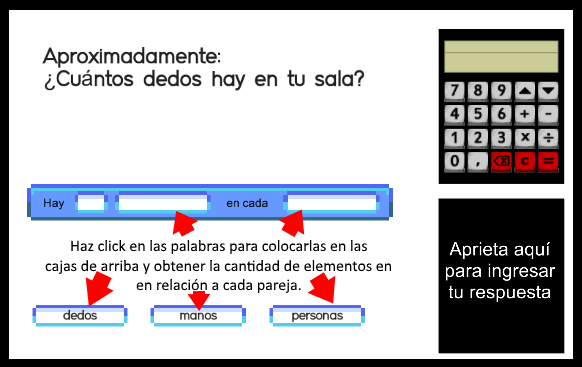 Aproximadamente:
¿Cuántos dedos hay en tu sala?
Hay en cada
Haz click en las palabras para colocarlas en las
cajas de arriba y obtener la cantidad de elementos en
en relación a cada pareja.
dedos manos personas
7 8 9 ▲ ▼
4 5 6 + -
1 2 3 x ÷
0 , ⌫ c =
Aprieta aquí
para ingresar
tu respuesta